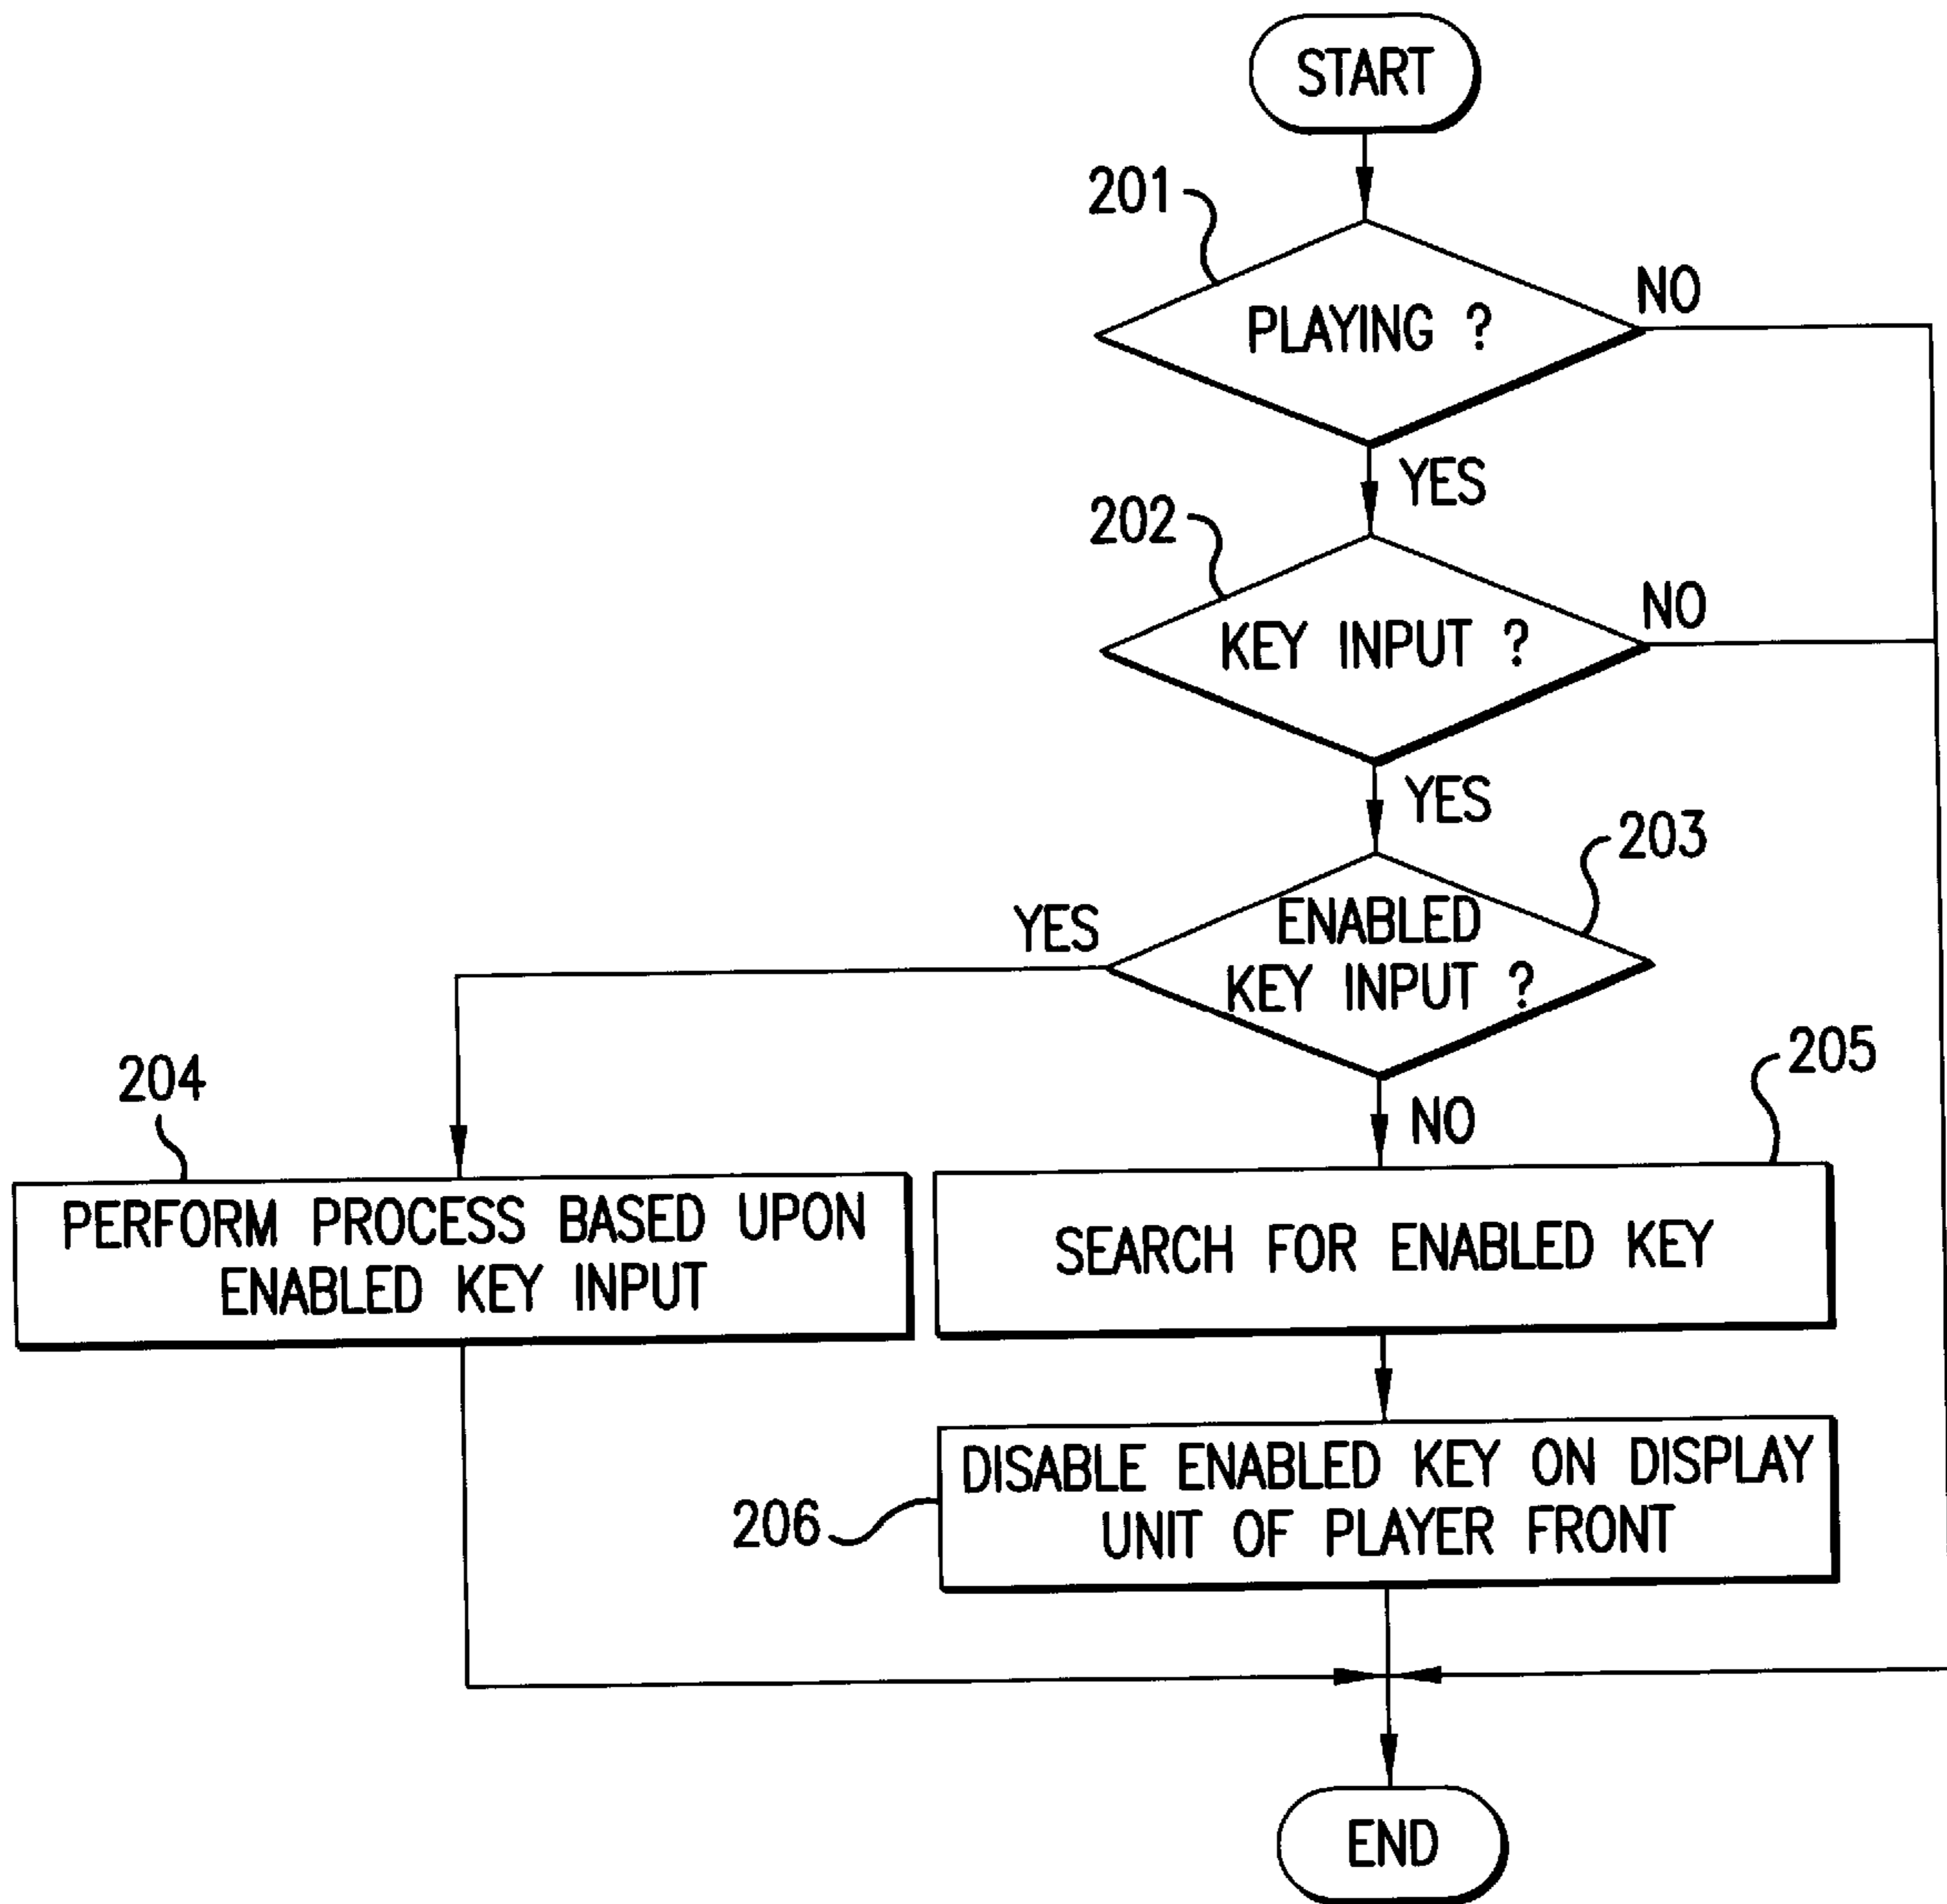 START
201
PLAYING ?
NO
YES
202
KEY INPUT ?
NO
YES
203
YES
ENABLED
KEY INPUT ?
NO
204
205
PERFORM PROCESS BASED UPON
ENABLED KEY INPUT
SEARCH FOR ENABLED KEY
206
DISABLE ENABLED KEY ON DISPLAY
UNIT OF PLAYER FRONT
END